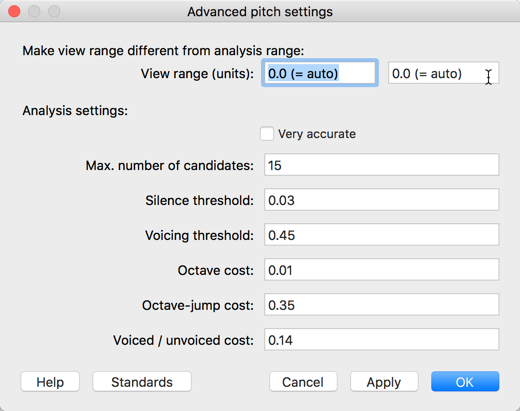 Advanced pitch settings
Make view range different from analysis range:
View range (units): 0.0 (= auto) 0.0 (= auto)
Analysis settings:
Very accurate
Max. number of candidates: 15
Silence threshold: 0.03
Voicing threshold: 0.45
Octave cost: 0.01
Octave-jump cost: 0.35
Voiced / unvoiced cost: 0.14
Help Standards Cancel Apply OK